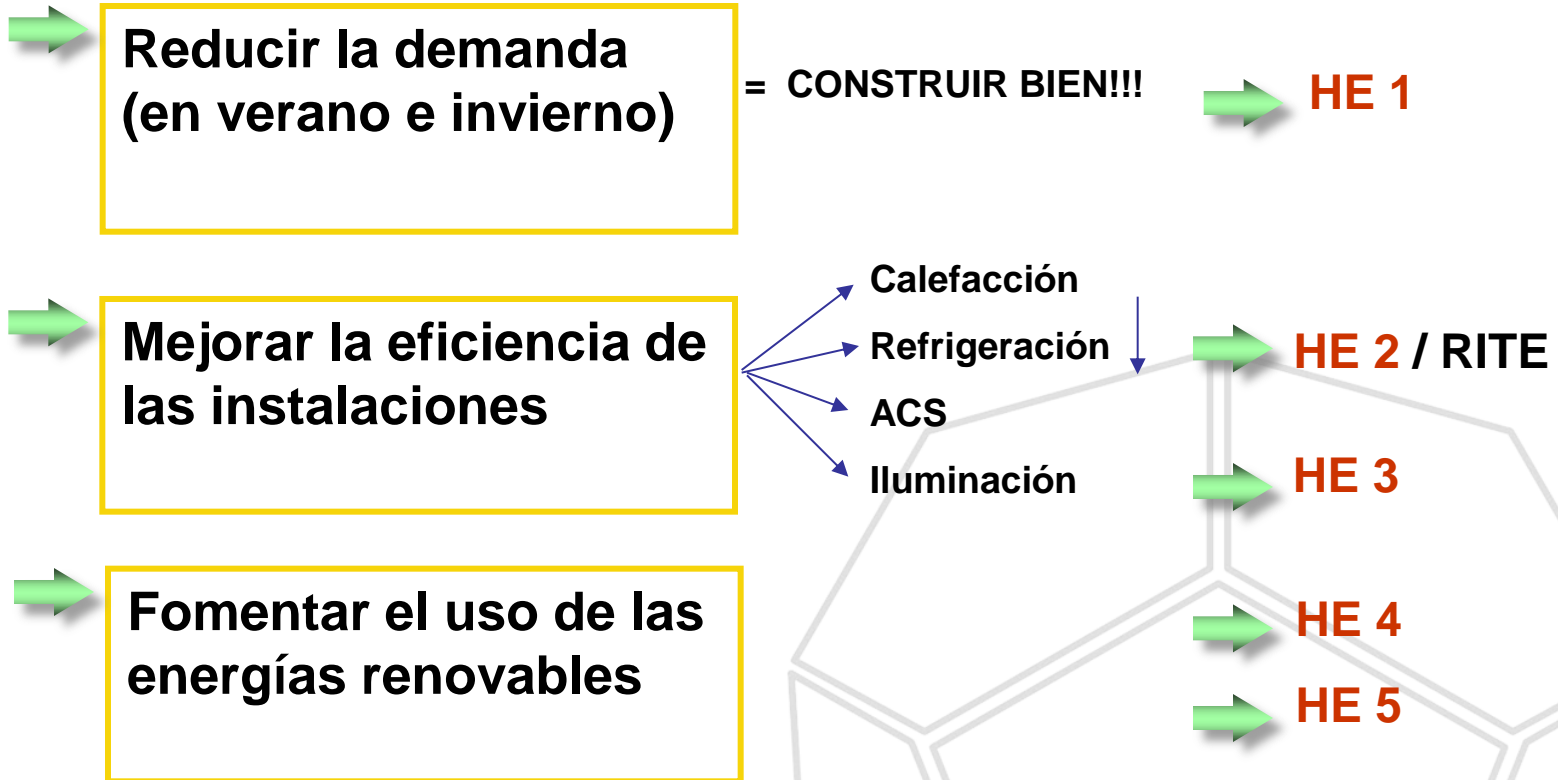 Reducir la demanda
(en verano e invierno)
= CONSTRUIR BIEN!!!
HE 1
Mejorar la eficiencia de
las instalaciones
Calefacción
Refrigeración
ACS
Iluminación
HE 2 / RITE
HE 3
Fomentar el uso de las
energías renovables
HE 4
HE 5